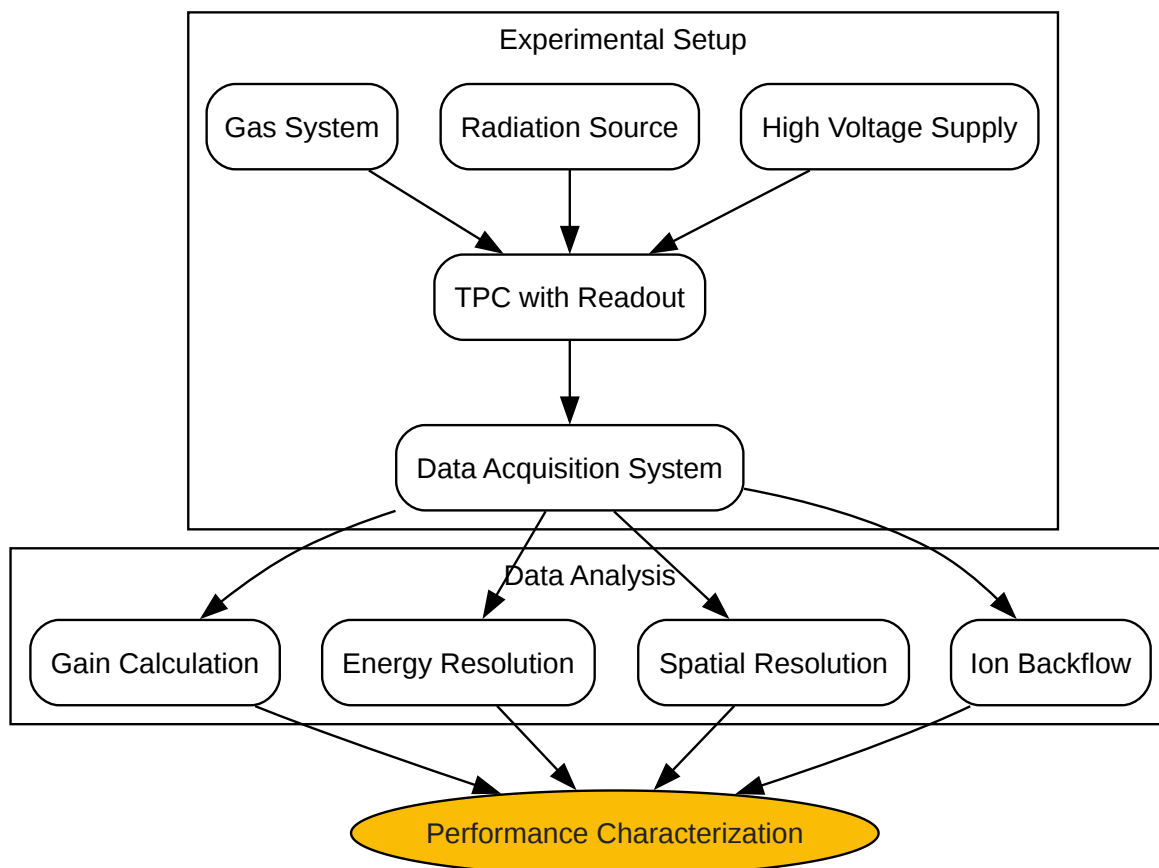 Experimental Setup
Gas System
Radiation Source
High Voltage Supply
TPC with Readout
Data Acquisition System
Data Analysis
Gain Calculation
Energy Resolution
Spatial Resolution
Ion Backflow
Performance Characterization